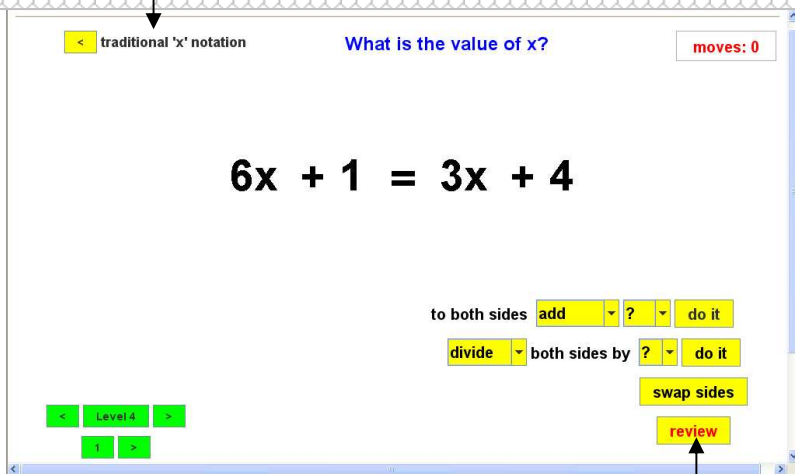 < traditional 'x' notation What is the value of x? moves: 0
6x + 1 = 3x + 4
to both sides add ? do it
divide both sides by ? do it
swap sides
< Level 4 > review
1 >